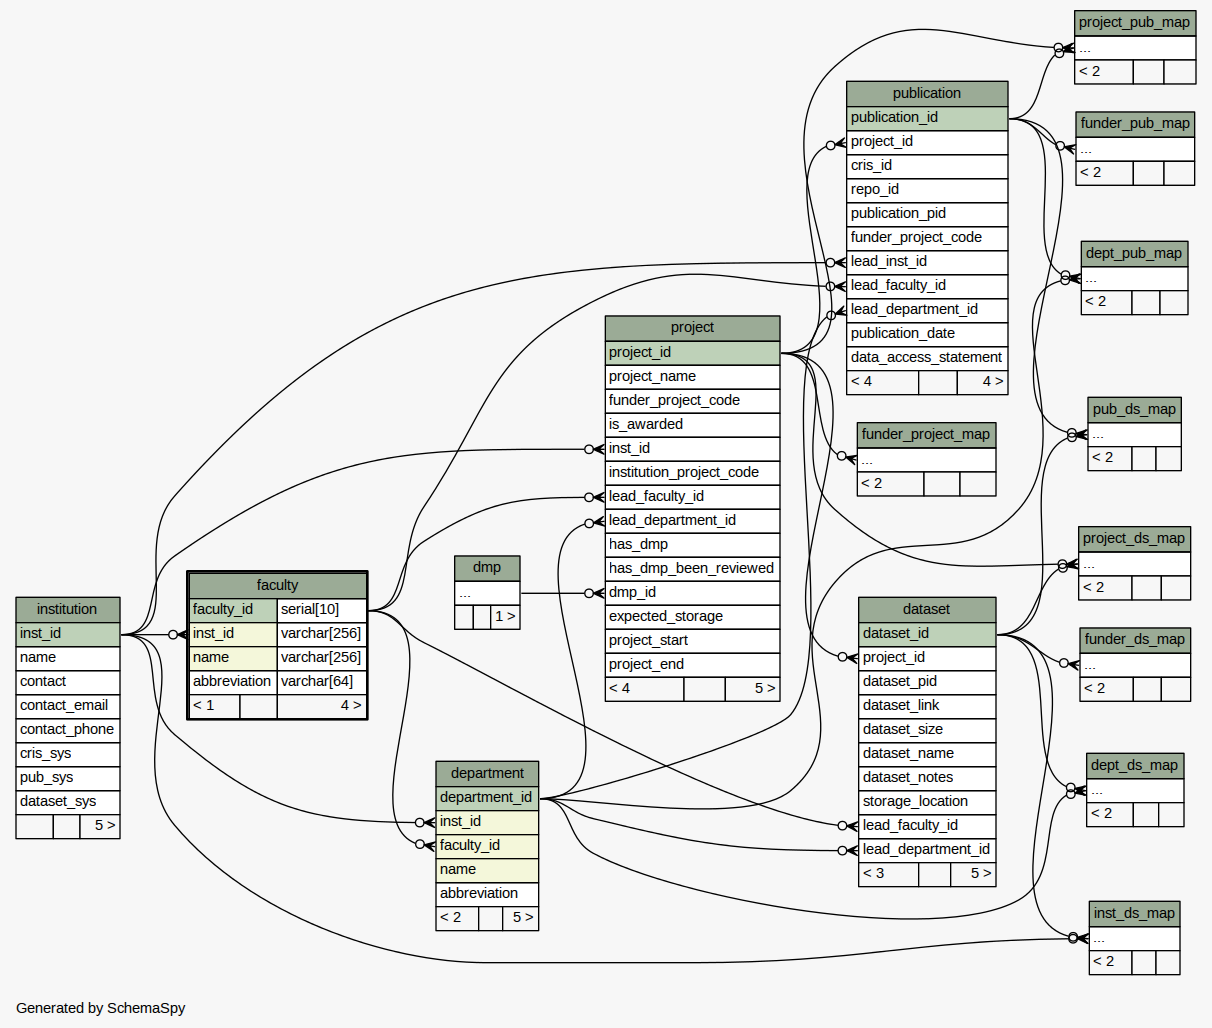 project_pub_map
...
< 2
publication
publication_id
project_id
cris_id
repo_id
publication_pid
funder_project_code
lead_inst_id
lead_faculty_id
lead_department_id
publication_date
data_access_statement
< 4 4 >
funder_pub_map
...
< 2
dept_pub_map
...
< 2
project
project_id
project_name
funder_project_code
is_awarded
inst_id
institution_project_code
lead_faculty_id
lead_department_id
has_dmp
has_dmp_been_reviewed
dmp_id
expected_storage
project_start
project_end
< 4 5 >
pub_ds_map
...
< 2
funder_project_map
...
< 2
project_ds_map
...
< 2
dmp
...
1 >
faculty
faculty_id serial[10]
inst_id varchar[256]
name varchar[256]
abbreviation varchar[64]
< 1 4 >
institution
inst_id
name
contact
contact_email
contact_phone
cris_sys
pub_sys
dataset_sys
5 >
dataset
dataset_id
project_id
dataset_pid
dataset_link
dataset_size
dataset_name
dataset_notes
storage_location
lead_faculty_id
lead_department_id
< 3 5 >
funder_ds_map
...
< 2
department
department_id
inst_id
faculty_id
name
abbreviation
< 2 5 >
dept_ds_map
...
< 2
inst_ds_map
...
< 2
Generated by SchemaSpy